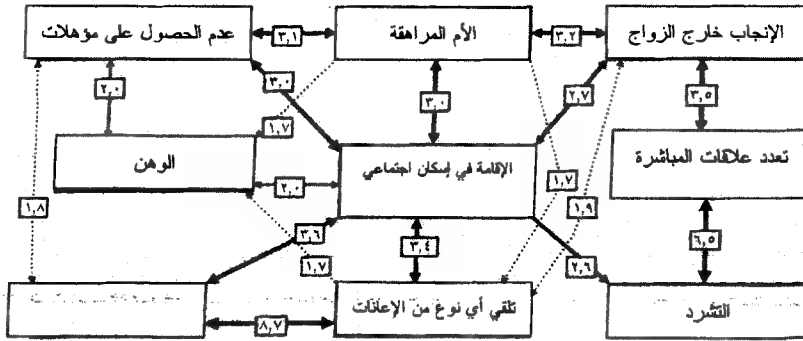 الإنجاب خارج الزواج
٣,٢
الأم المراهقة
٣,١
عدم الحصول على مؤهلات
٣,٥
٢,٧
٣,٠
٣,٠
٢,٠
١,٧
تعدد علاقات المباشرة
الإقامة في إسكان اجتماعي
الوهن
١,٧
٢,٠
١,٩
١,٨
٦,٥
٢,٦
٣,٤
٣,٦
١,٧
التشرد
تلقي أي نوع من الإعانات
٨,٧